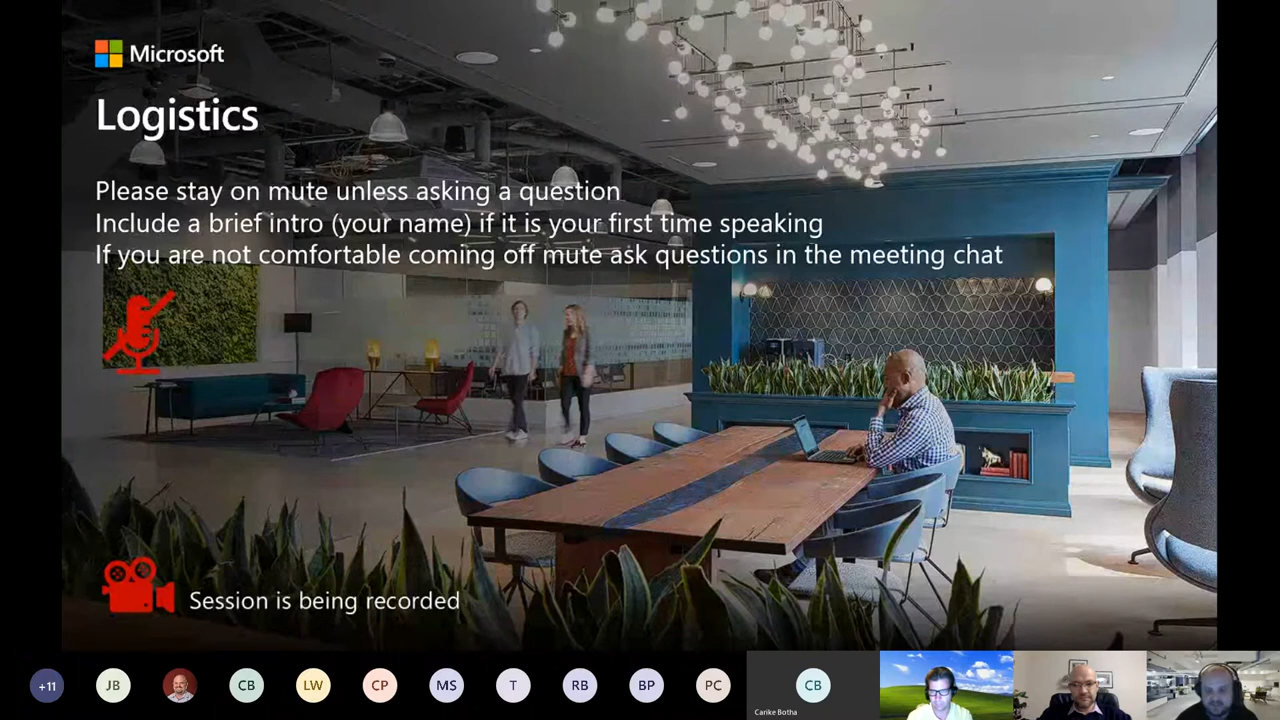 Microsoft
Logistics
Please stay on mute unless asking a question
Include a brief intro (your name) if it is your first time speaking
If you are not comfortable coming off mute ask questions in the meeting chat
Session is being recorded
+11
JB
CB
LW
CP
MS
T
RB
BP
PC
CB
Carike Botha